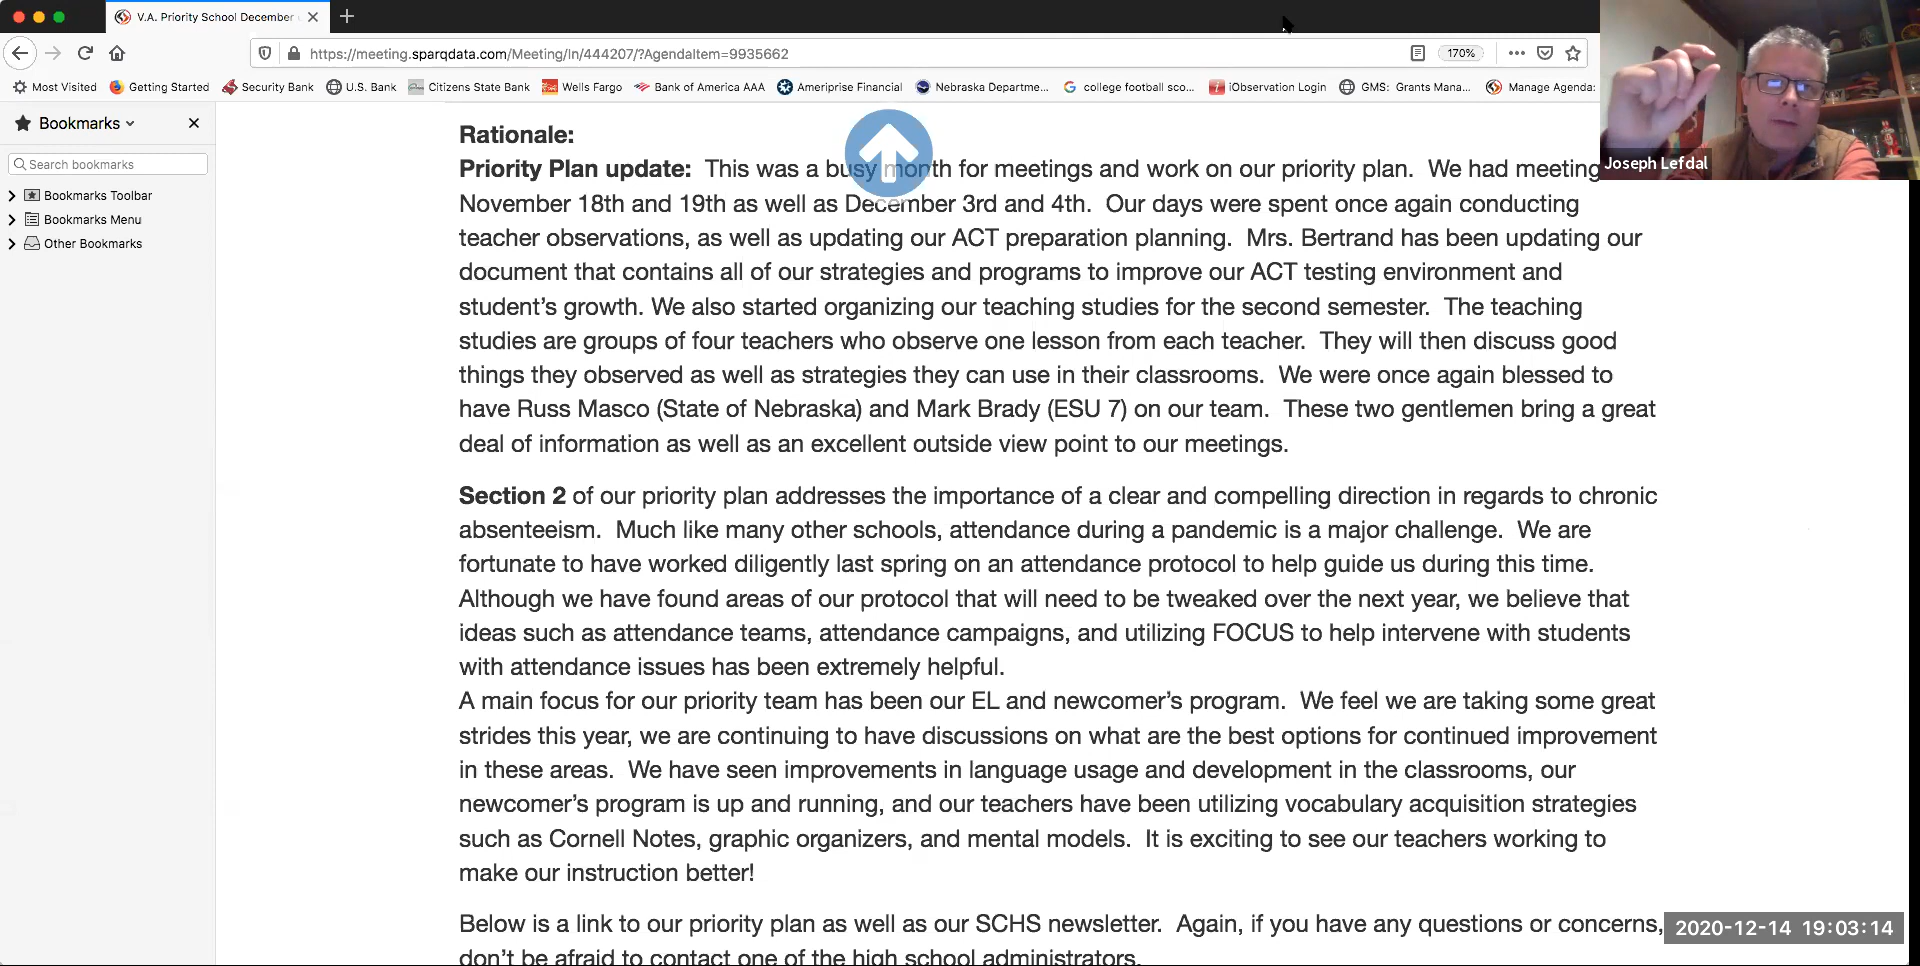 V.A. Priority School December
https://meeting.sparqdata.com/Meeting/In/444207/?AgendaItem=9935662
170%
Most Visited
Getting Started
Security Bank
U.S. Bank
Citizens State Bank
Wells Fargo
Bank of America AAA
Ameriprise Financial
Nebraska Departme...
college football sco...
iObservation Login
GMS: Grants Mana...
Manage Agenda:
Joseph Lefdal
Bookmarks
Search bookmarks
Bookmarks Toolbar
Bookmarks Menu
Other Bookmarks
Rationale:
Priority Plan update: This was a busy month for meetings and work on our priority plan. We had meeting
November 18th and 19th as well as December 3rd and 4th. Our days were spent once again conducting
teacher observations, as well as updating our ACT preparation planning. Mrs. Bertrand has been updating our
document that contains all of our strategies and programs to improve our ACT testing environment and
student's growth. We also started organizing our teaching studies for the second semester. The teaching
studies are groups of four teachers who observe one lesson from each teacher. They will then discuss good
things they observed as well as strategies they can use in their classrooms. We were once again blessed to
have Russ Masco (State of Nebraska) and Mark Brady (ESU 7) on our team. These two gentlemen bring a great
deal of information as well as an excellent outside view point to our meetings.
Section 2 of our priority plan addresses the importance of a clear and compelling direction in regards to chronic
absenteeism. Much like many other schools, attendance during a pandemic is a major challenge. We are
fortunate to have worked diligently last spring on an attendance protocol to help guide us during this time.
Although we have found areas of our protocol that will need to be tweaked over the next year, we believe that
ideas such as attendance teams, attendance campaigns, and utilizing FOCUS to help intervene with students
with attendance issues has been extremely helpful.
A main focus for our priority team has been our EL and newcomer's program. We feel we are taking some great
strides this year, we are continuing to have discussions on what are the best options for continued improvement
in these areas. We have seen improvements in language usage and development in the classrooms, our
newcomer's program is up and running, and our teachers have been utilizing vocabulary acquisition strategies
such as Cornell Notes, graphic organizers, and mental models. It is exciting to see our teachers working to
make our instruction better!
Below is a link to our priority plan as well as our SCHS newsletter. Again, if you have any questions or concerns,
don't be afraid to contact one of the high school administrators.
2020-12-14 19:03:14